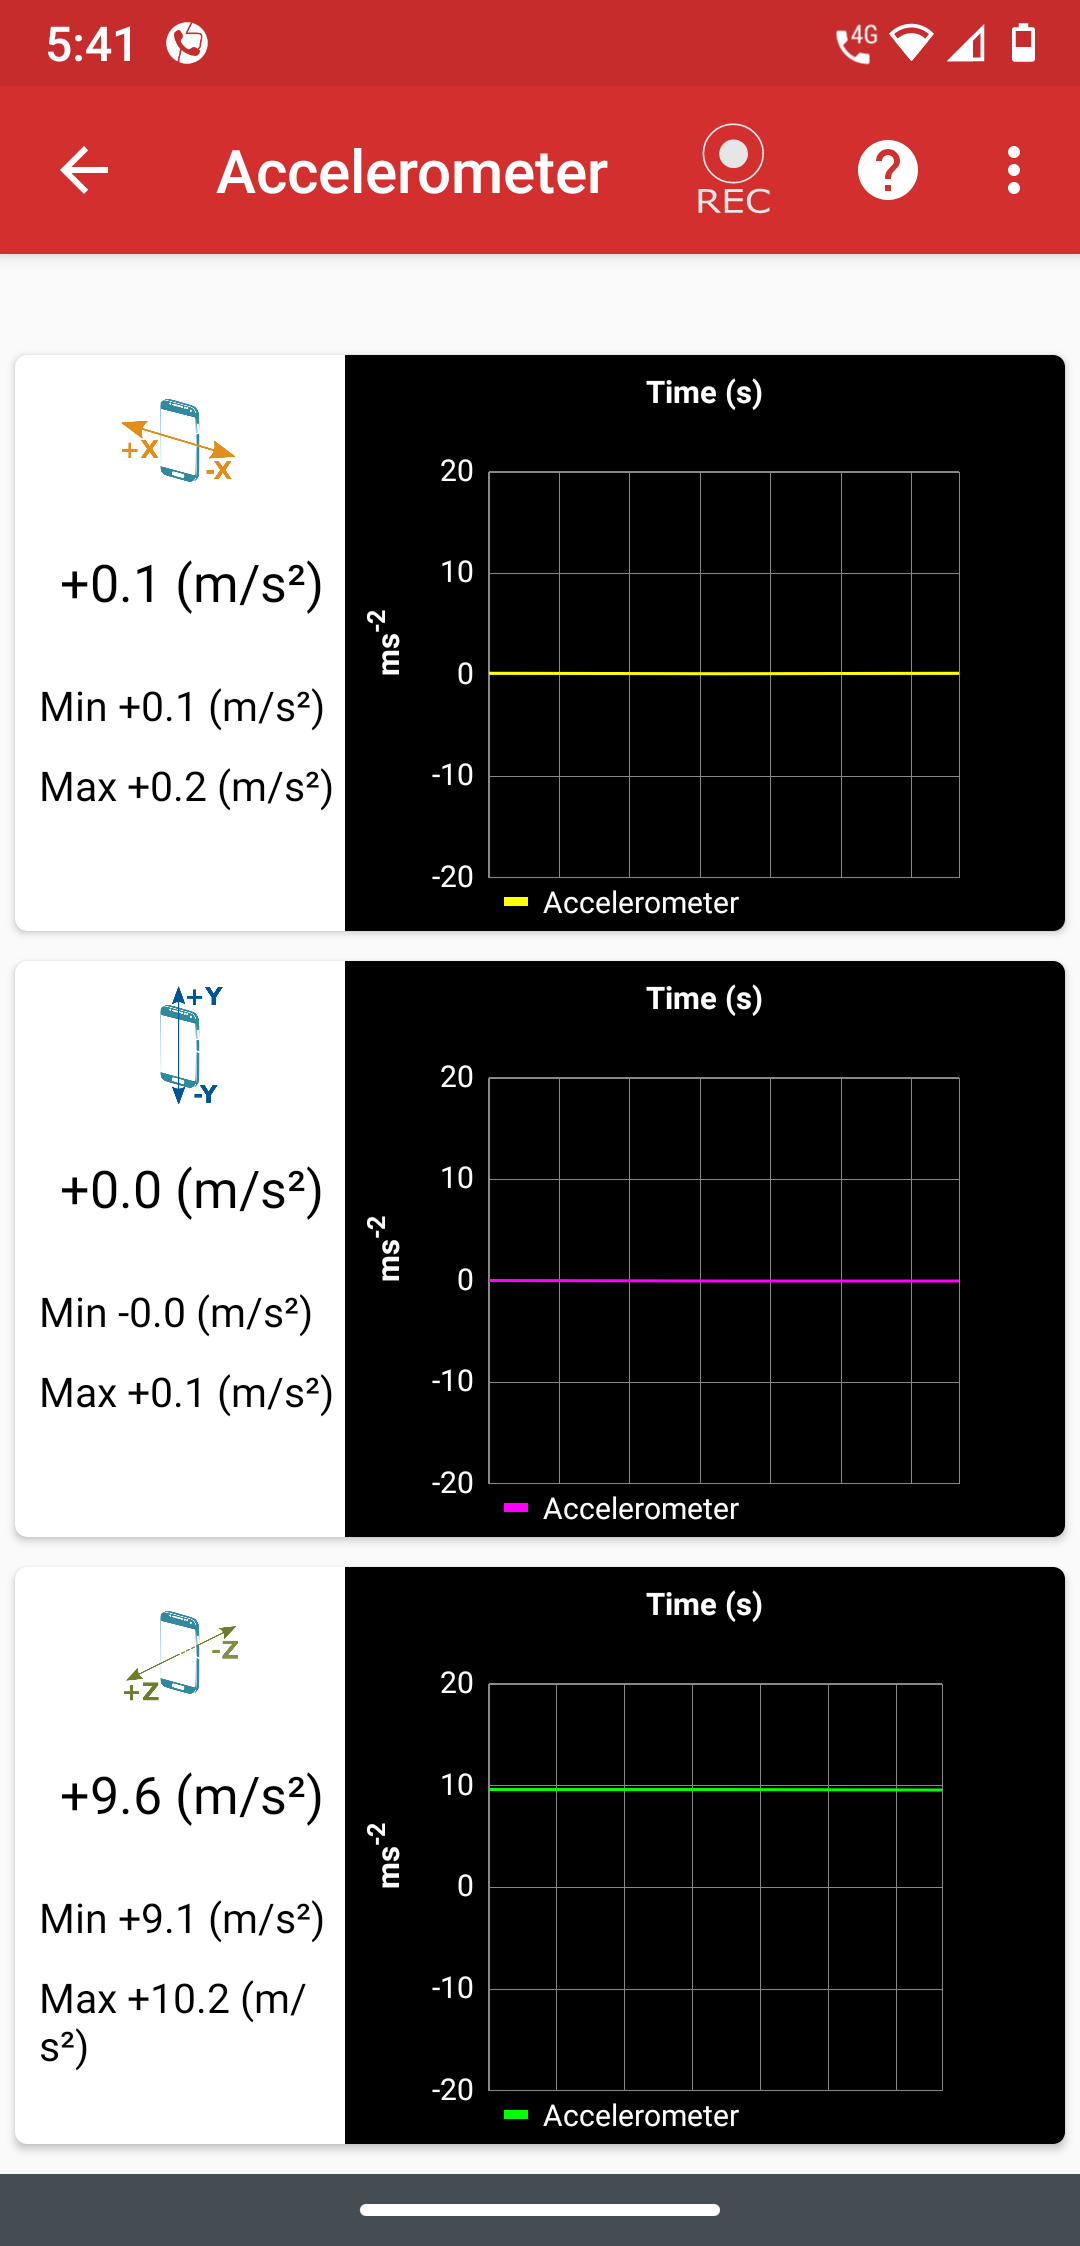 5:41
4G
Accelerometer
REC
?
+X
-X
+0.1 (m/s²)
Min +0.1 (m/s²)
Max +0.2 (m/s²)
Time (s)
20
10
0
-10
-20
ms⁻²
Accelerometer
+Y
-Y
+0.0 (m/s²)
Min -0.0 (m/s²)
Max +0.1 (m/s²)
Time (s)
20
10
0
-10
-20
ms⁻²
Accelerometer
-Z
+Z
+9.6 (m/s²)
Min +9.1 (m/s²)
Max +10.2 (m/
s²)
Time (s)
20
10
0
-10
-20
ms⁻²
Accelerometer